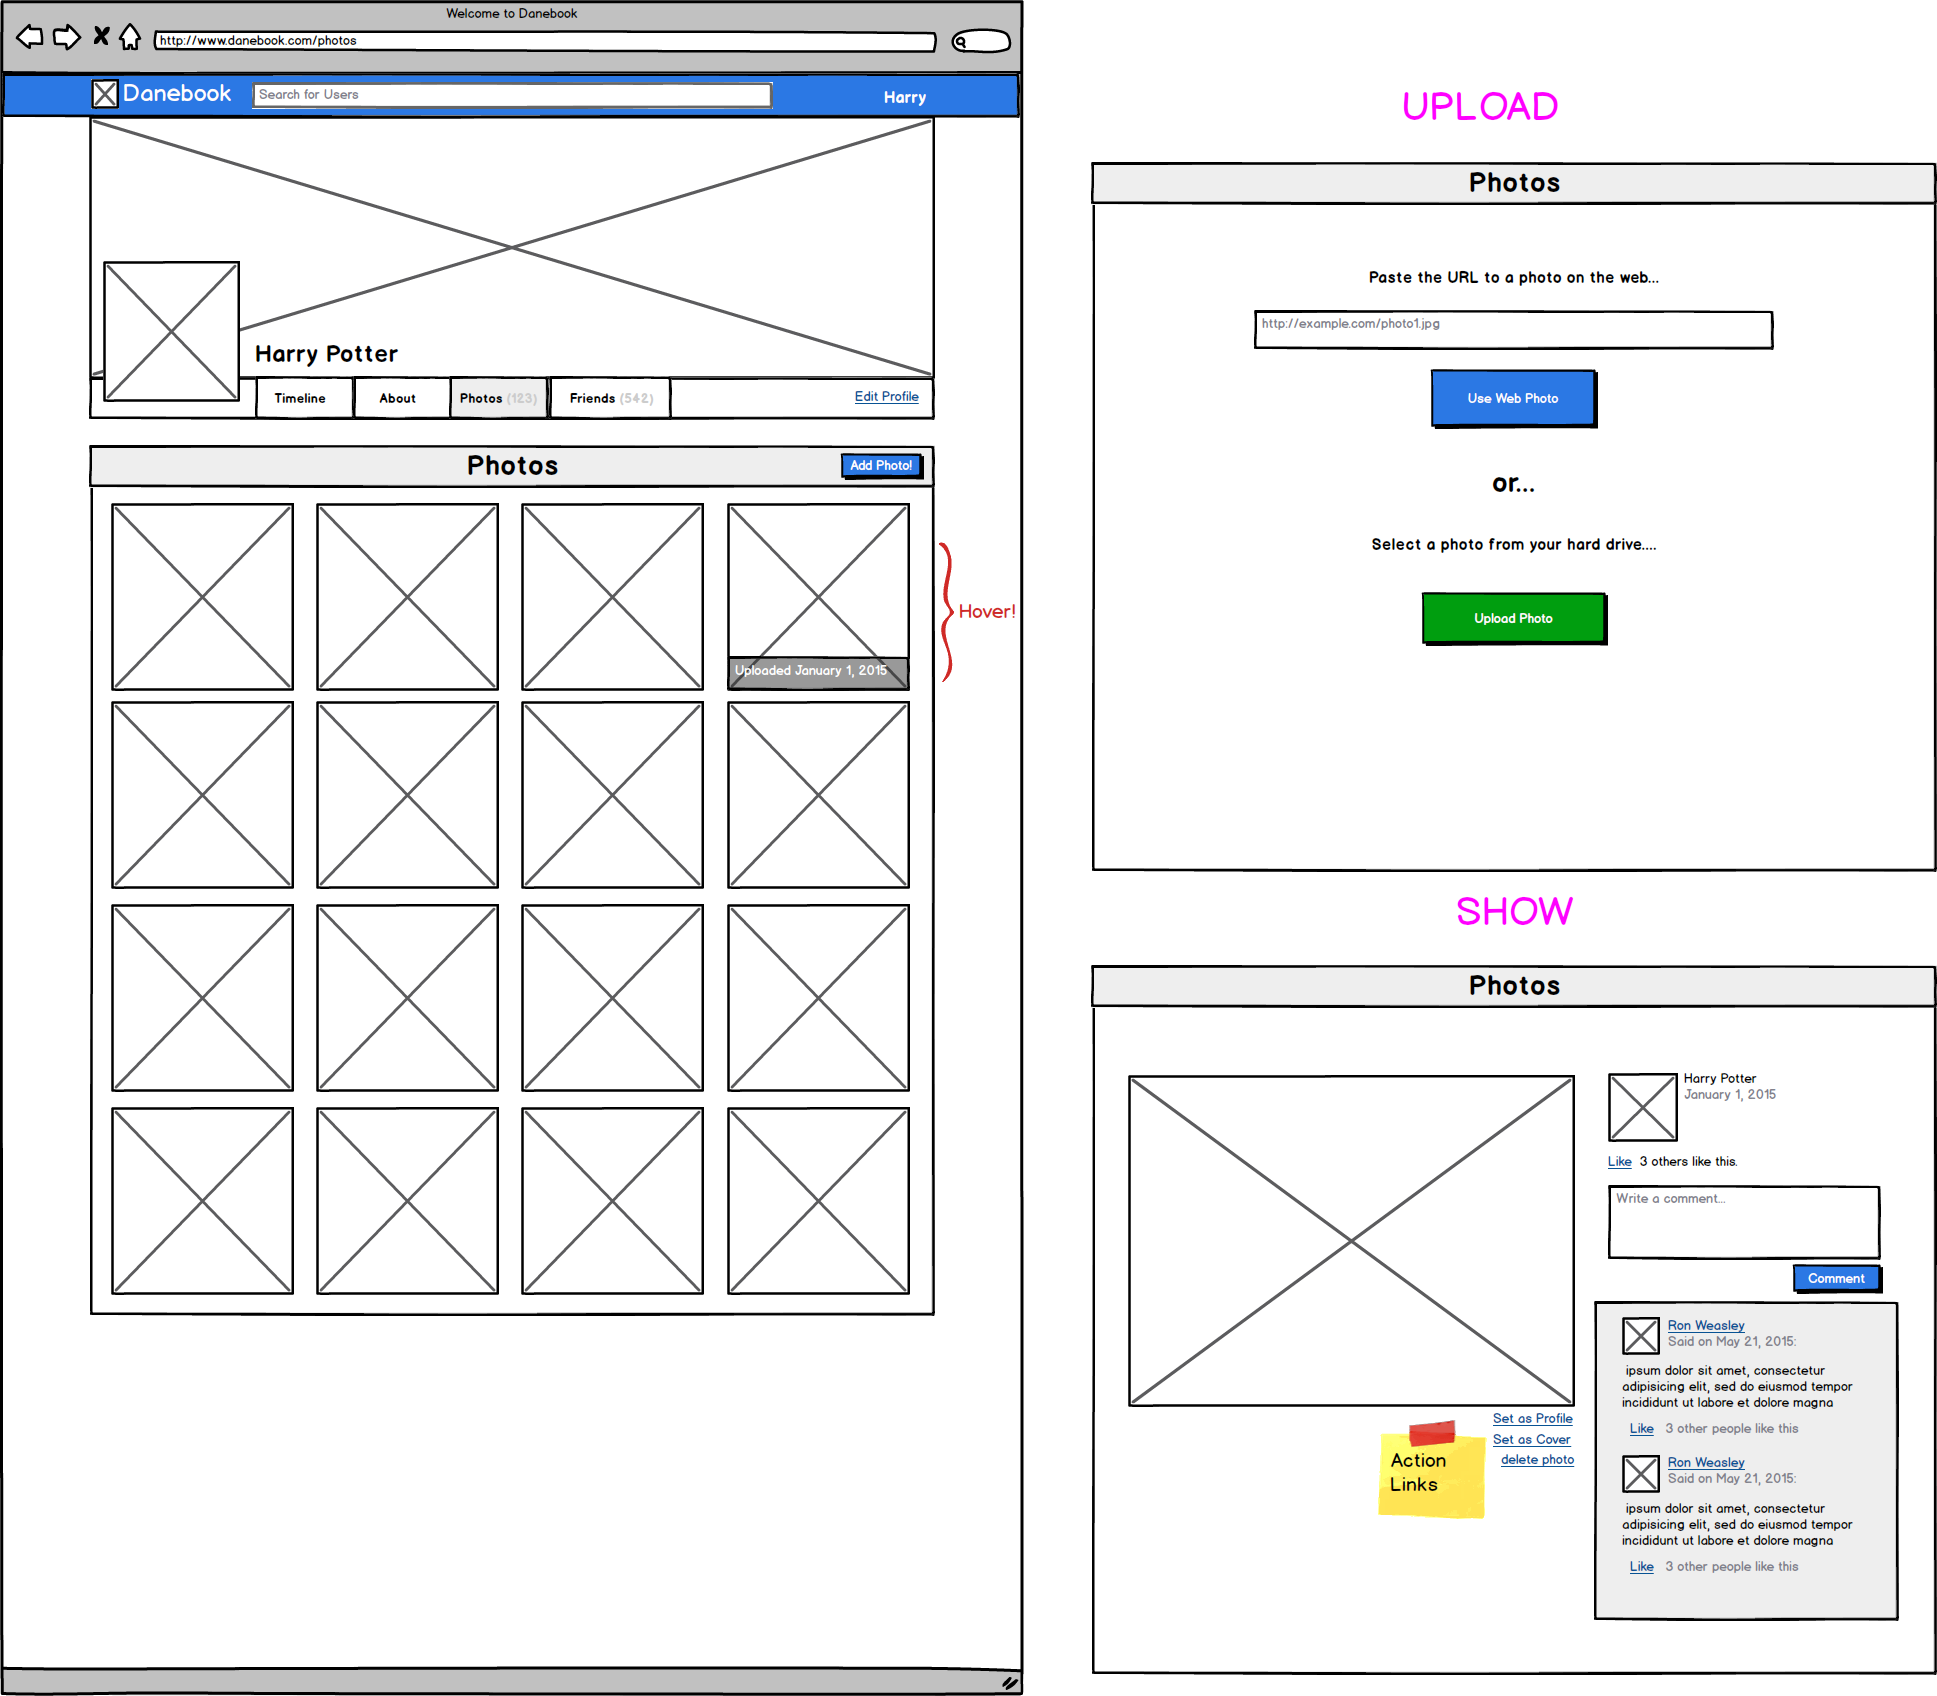 Welcome to Danebook
http://www.danebook.com/photos
Danebook
Search for Users
Harry
Harry Potter
Timeline
About
Photos (123)
Friends (542)
Edit Profile
Photos
Add Photo!
Uploaded January 1, 2015
Hover!
UPLOAD
Photos
Paste the URL to a photo on the web...
http://example.com/photo1.jpg
Use Web Photo
or...
Select a photo from your hard drive....
Upload Photo
SHOW
Photos
Harry Potter
January 1, 2015
Like 3 others like this.
Write a comment...
Comment
Ron Weasley
Said on May 21, 2015:
ipsum dolor sit amet, consectetur
adipisicing elit, sed do eiusmod tempor
incididunt ut labore et dolore magna
Like 3 other people like this
Ron Weasley
Said on May 21, 2015:
ipsum dolor sit amet, consectetur
adipisicing elit, sed do eiusmod tempor
incididunt ut labore et dolore magna
Like 3 other people like this
Set as Profile
Set as Cover
delete photo
Action
Links